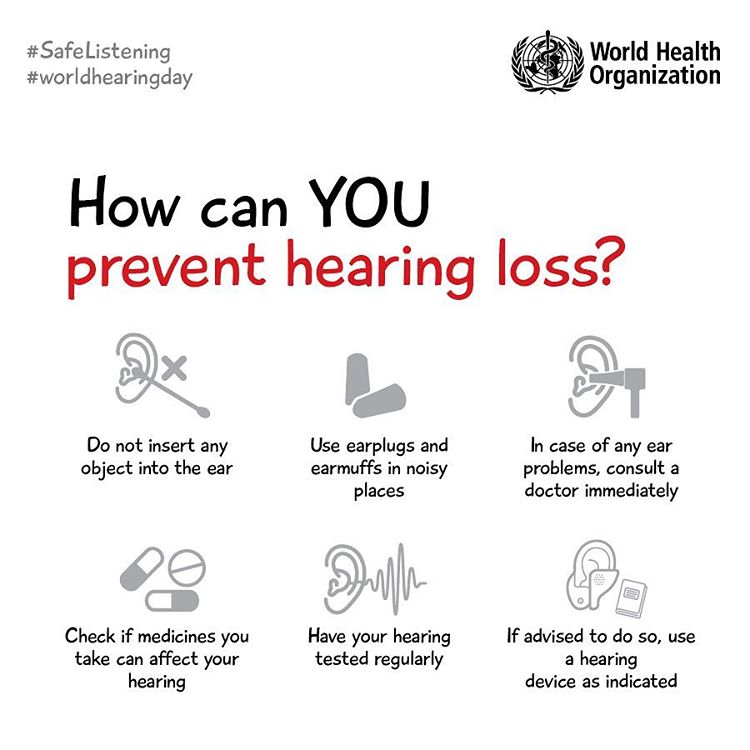 #SafeListening
#worldhearingday
World Health
Organization
How can YOU
prevent hearing loss?
Do not insert any
object into the ear
Use earplugs and
earmuffs in noisy
places
In case of any ear
problems, consult a
doctor immediately
Check if medicines you
take can affect your
hearing
Have your hearing
tested regularly
If advised to do so, use
a hearing
device as indicated